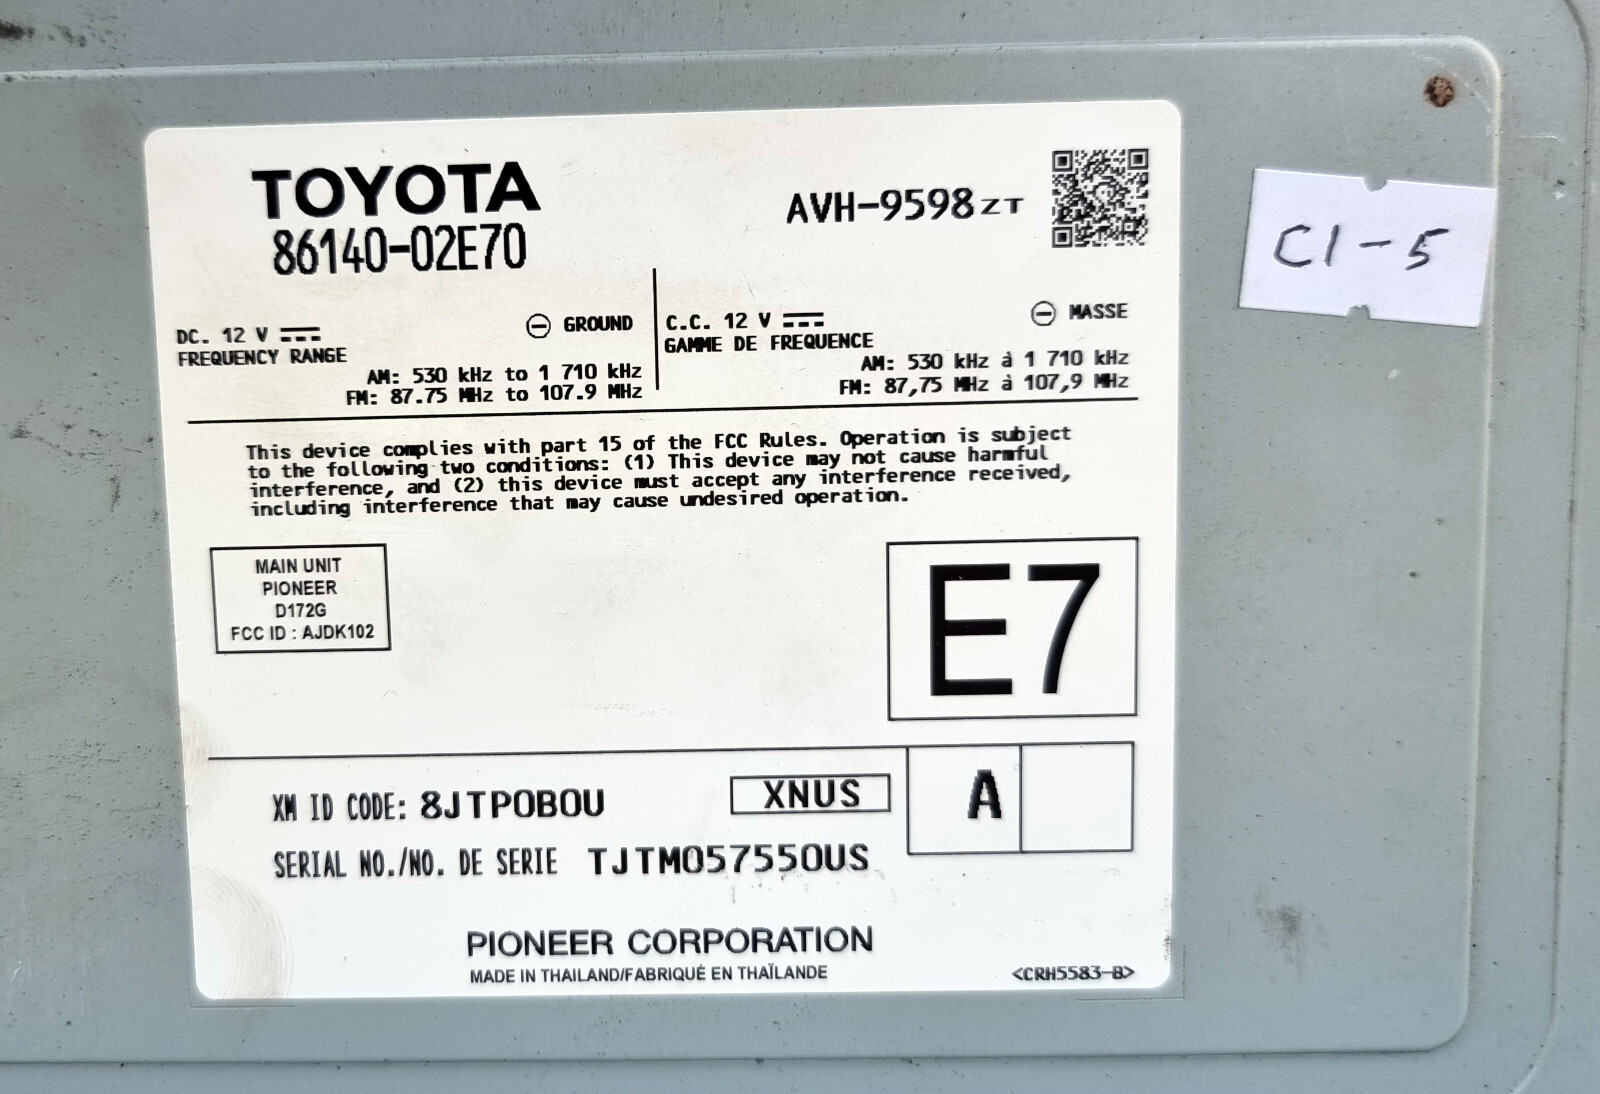 TOYOTA
86140-02E70
AVH-9598ZT
C1-5
DC. 12 V
GROUND
FREQUENCY RANGE
AM: 530 kHz to 1 710 kHz
FM: 87.75 MHz to 107.9 MHz
C.C. 12 V
MASSE
GAMME DE FREQUENCE
AM: 530 kHz à 1 710 kHz
FM: 87,75 MHz à 107,9 MHz
This device complies with part 15 of the FCC Rules. Operation is subject
to the following two conditions: (1) This device may not cause harmful
interference, and (2) this device must accept any interference received,
including interference that may cause undesired operation.
MAIN UNIT
PIONEER
D172G
FCC ID : AJDK102
E7
XM ID CODE: 8JTP0B0U
XNUS
A
SERIAL NO./NO. DE SERIE TJTM057550US
PIONEER CORPORATION
MADE IN THAILAND/FABRIQUÉ EN THAÏLANDE
<CRH5583-B>